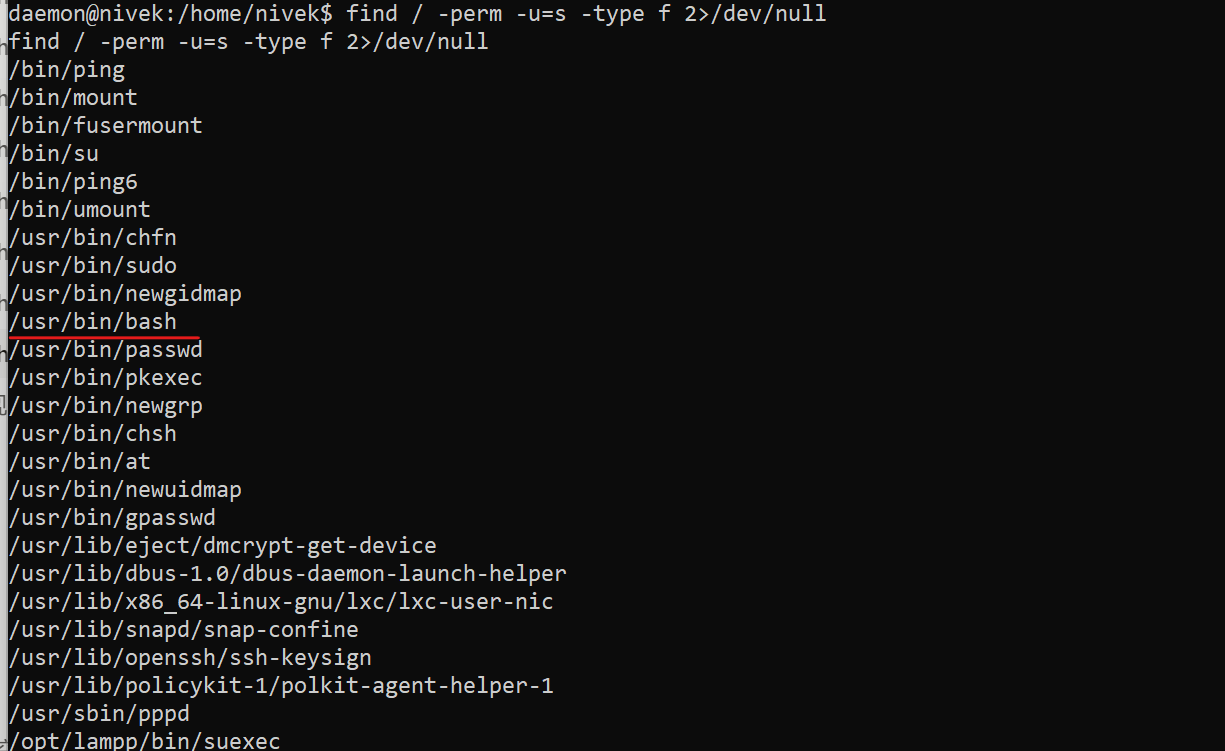 daemon@nivek:/home/nivek$ find / -perm -u=s -type f 2>/dev/null
find / -perm -u=s -type f 2>/dev/null
/bin/ping
/bin/mount
/bin/fusermount
/bin/su
/bin/ping6
/bin/umount
/usr/bin/chfn
/usr/bin/sudo
/usr/bin/newgidmap
/usr/bin/bash
/usr/bin/passwd
/usr/bin/pkexec
/usr/bin/newgrp
/usr/bin/chsh
/usr/bin/at
/usr/bin/newuidmap
/usr/bin/gpasswd
/usr/lib/eject/dmcrypt-get-device
/usr/lib/dbus-1.0/dbus-daemon-launch-helper
/usr/lib/x86_64-linux-gnu/lxc/lxc-user-nic
/usr/lib/snapd/snap-confine
/usr/lib/openssh/ssh-keysign
/usr/lib/policykit-1/polkit-agent-helper-1
/usr/sbin/pppd
/opt/lampp/bin/suexec